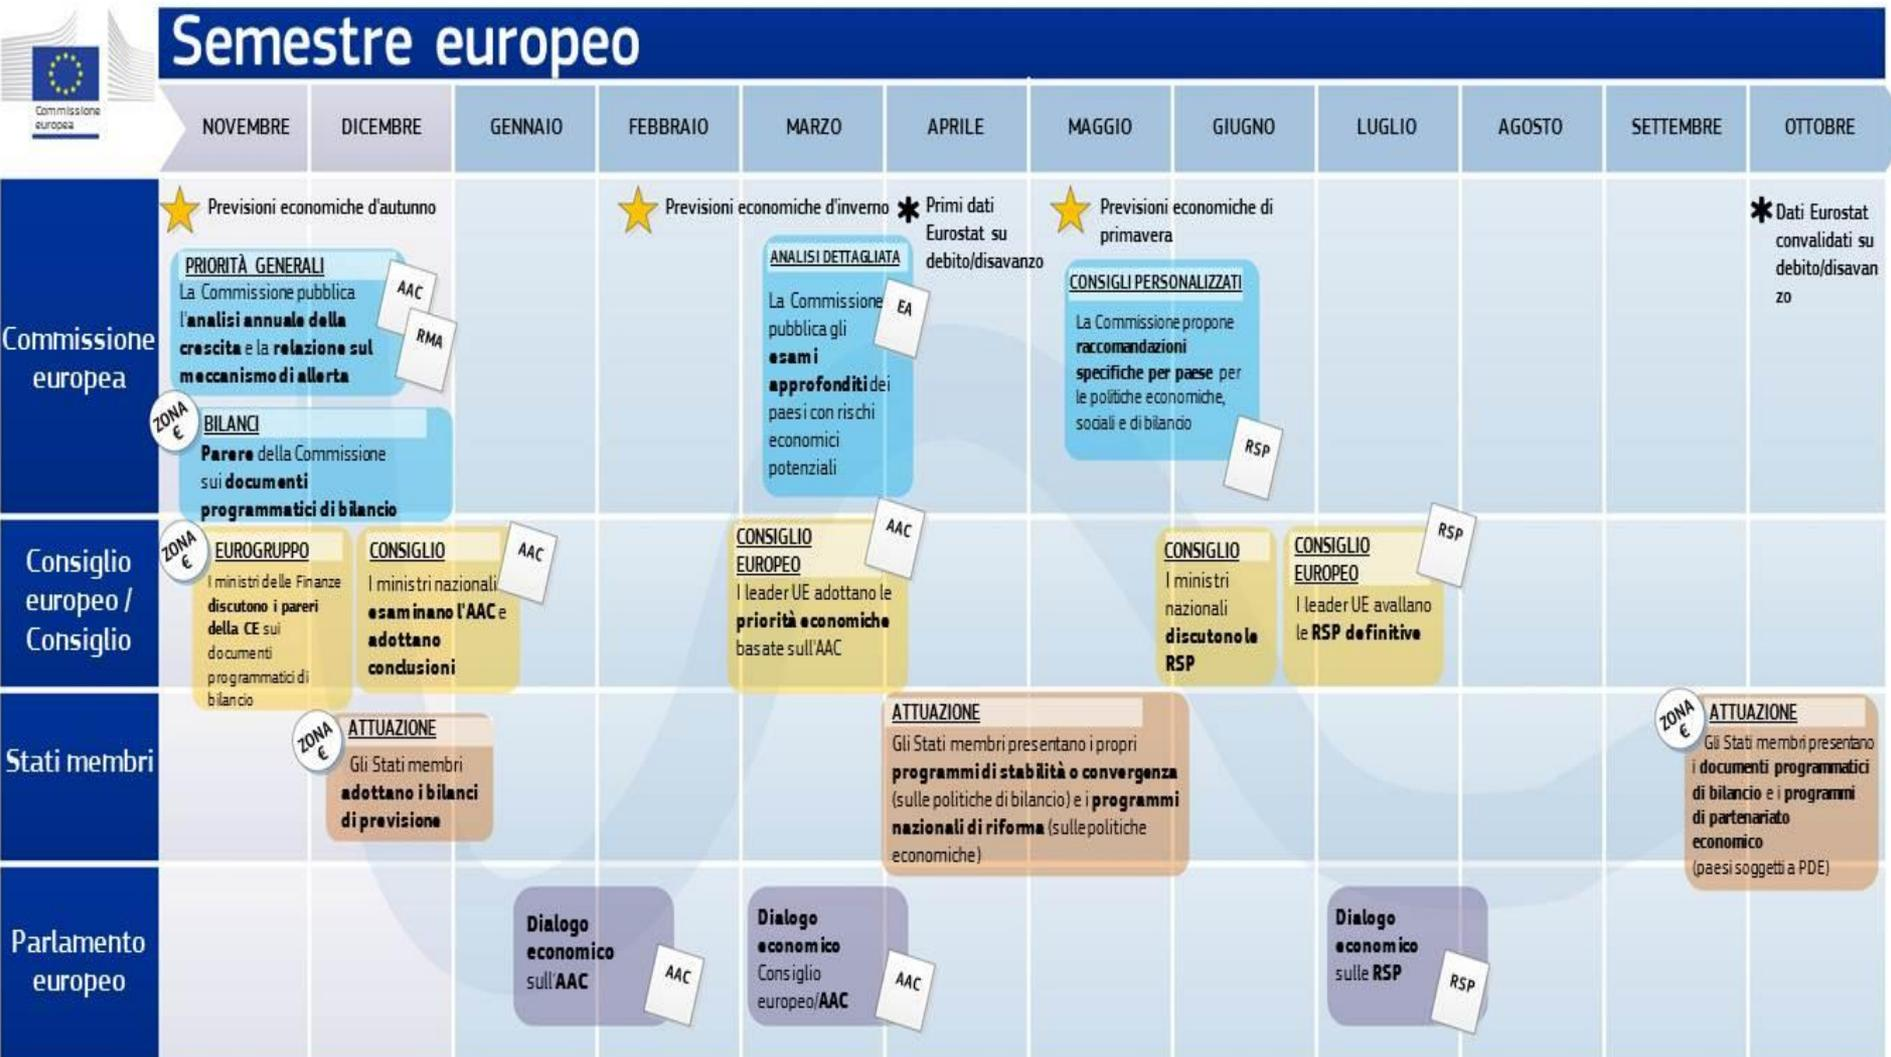 Semestre europeo
Commissione
europea
NOVEMBRE
DICEMBRE
GENNAIO
FEBBRAIO
MARZO
APRILE
MAGGIO
GIUGNO
LUGLIO
AGOSTO
SETTEMBRE
OTTOBRE
Commissione
europea
Previsioni economiche d'autunno
PRIORITÀ GENERALI
La Commissione pubblica
l'analisi annuale della
crescita e la relazione sul
meccanismo di allerta
AAC
RMA
ZONA
€
BILANCI
Parere della Commissione
sui documenti
programmatici di bilancio
Previsioni economiche d'inverno
ANALISI DETTAGLIATA
La Commissione
pubblica gli
esami
approfonditi dei
paesi con rischi
economici
potenziali
EA
Primi dati
Eurostat su
debito/disavanzo
Previsioni economiche di
primavera
CONSIGLI PERSONALIZZATI
La Commissione propone
raccomandazioni
specifiche per paese per
le politiche economiche,
sociali e di bilancio
RSP
Dati Eurostat
convalidati su
debito/disavan
zo
Consiglio
europeo /
Consiglio
ZONA
€
EUROGRUPPO
I ministri delle Finanze
discutono i pareri
della CE sui
documenti
programmatici di
bilancio
CONSIGLIO
I ministri nazionali
esaminano l'AAC e
adottano
conclusioni
AAC
CONSIGLIO
EUROPEO
I leader UE adottano le
priorità economiche
basate sull'AAC
AAC
CONSIGLIO
I ministri
nazionali
discutono le
RSP
CONSIGLIO
EUROPEO
I leader UE avallano
le RSP definitive
RSP
Stati membri
ZONA
€
ATTUAZIONE
Gli Stati membri
adottano i bilanci
di previsione
ATTUAZIONE
Gli Stati membri presentano i propri
programmi di stabilità o convergenza
(sulle politiche di bilancio) e i programmi
nazionali di riforma (sulle politiche
economiche)
ZONA
€
ATTUAZIONE
Gli Stati membri presentano
i documenti programmatici
di bilancio e i programmi
di partenariato
economico
(paesi soggetti a PDE)
Parlamento
europeo
Dialogo
economico
sull'AAC
AAC
Dialogo
economico
Consiglio
europeo/AAC
AAC
Dialogo
economico
sulle RSP
RSP